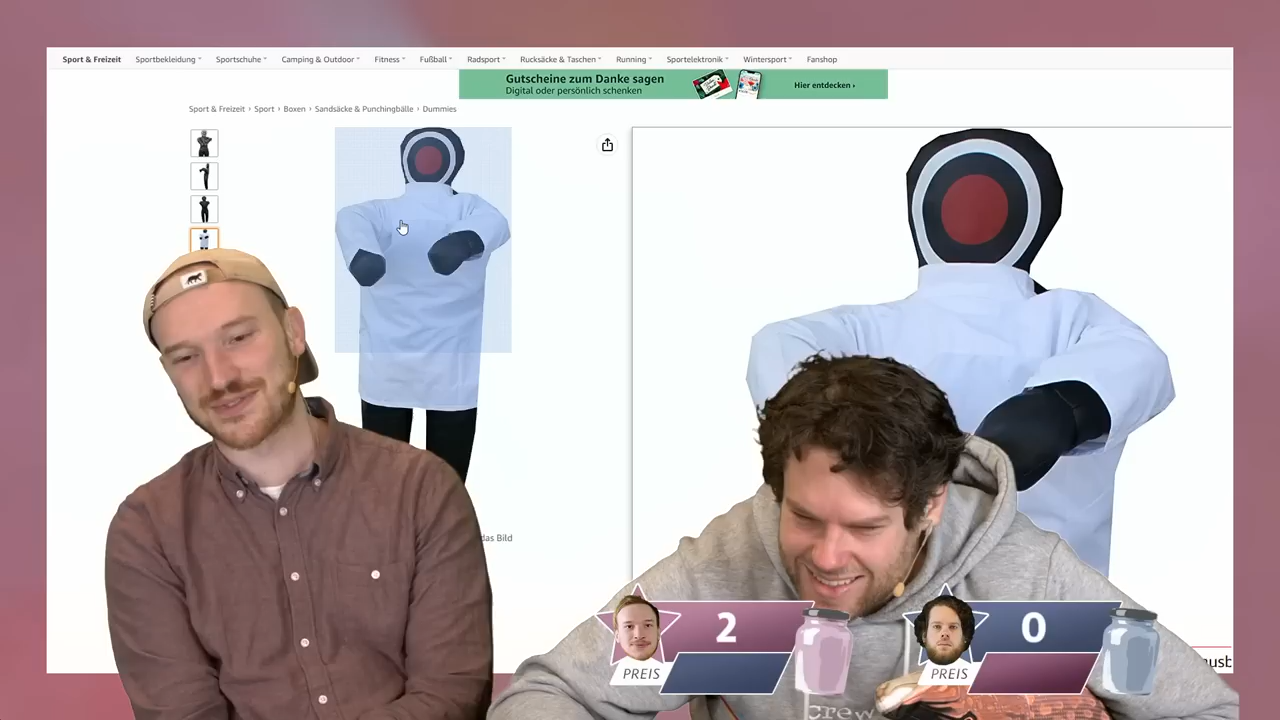 Sport & Freizeit Sportbekleidung Sportschuhe Camping & Outdoor Fitness Fußball Radsport Rucksäcke & Taschen Running Sportelektronik Wintersport Fanshop
Gutscheine zum Danke sagen
Digital oder persönlich schenken
Hier entdecken ›
Sport & Freizeit › Sport › Boxen › Sandsäcke & Punchingbälle › Dummies
das Bild
2
0
PREIS
PREIS
crew